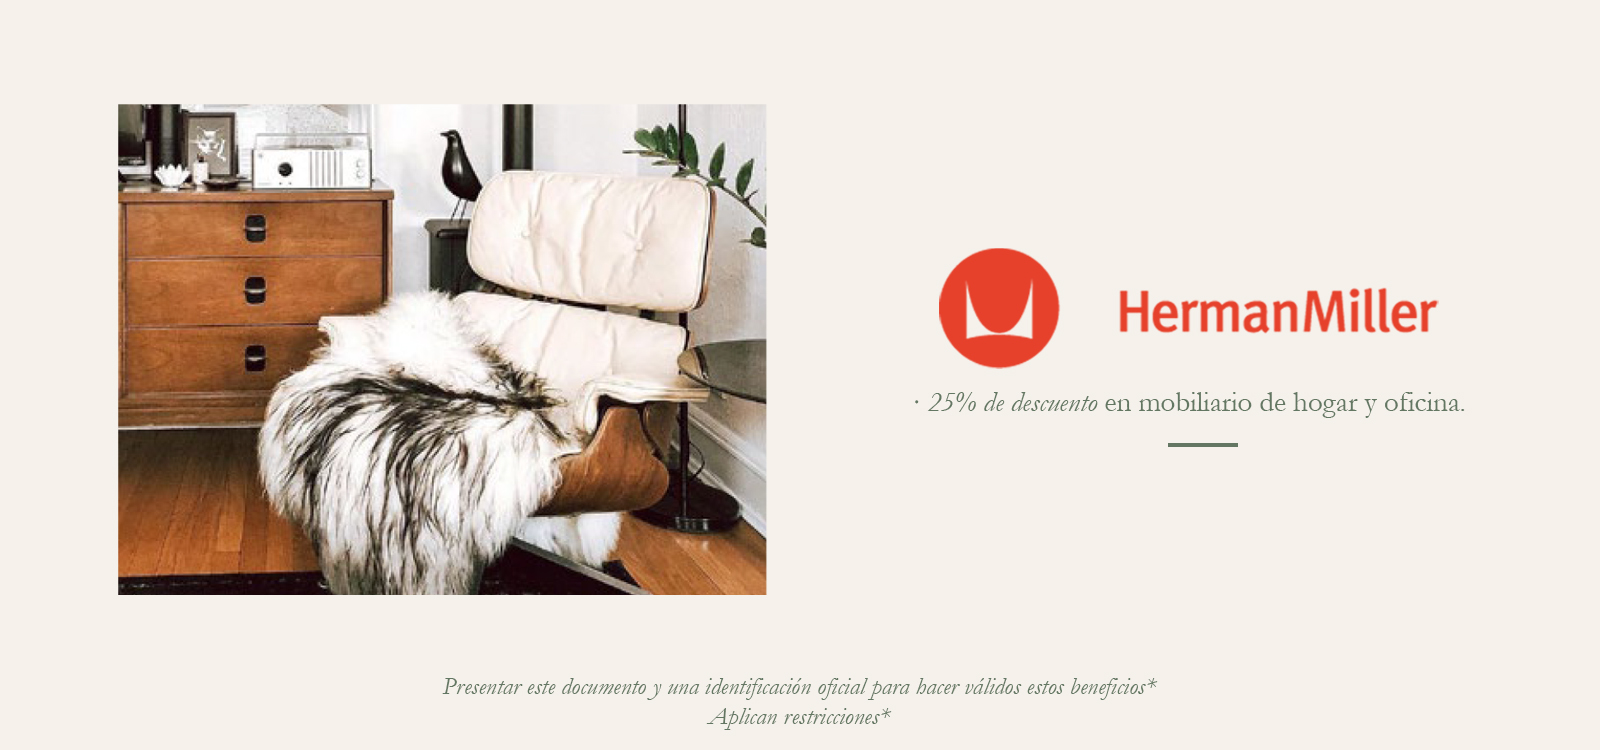 HermanMiller
· 25% de descuento en mobiliario de hogar y oficina.
Presentar este documento y una identificación oficial para hacer válidos estos beneficios*
Aplican restricciones*